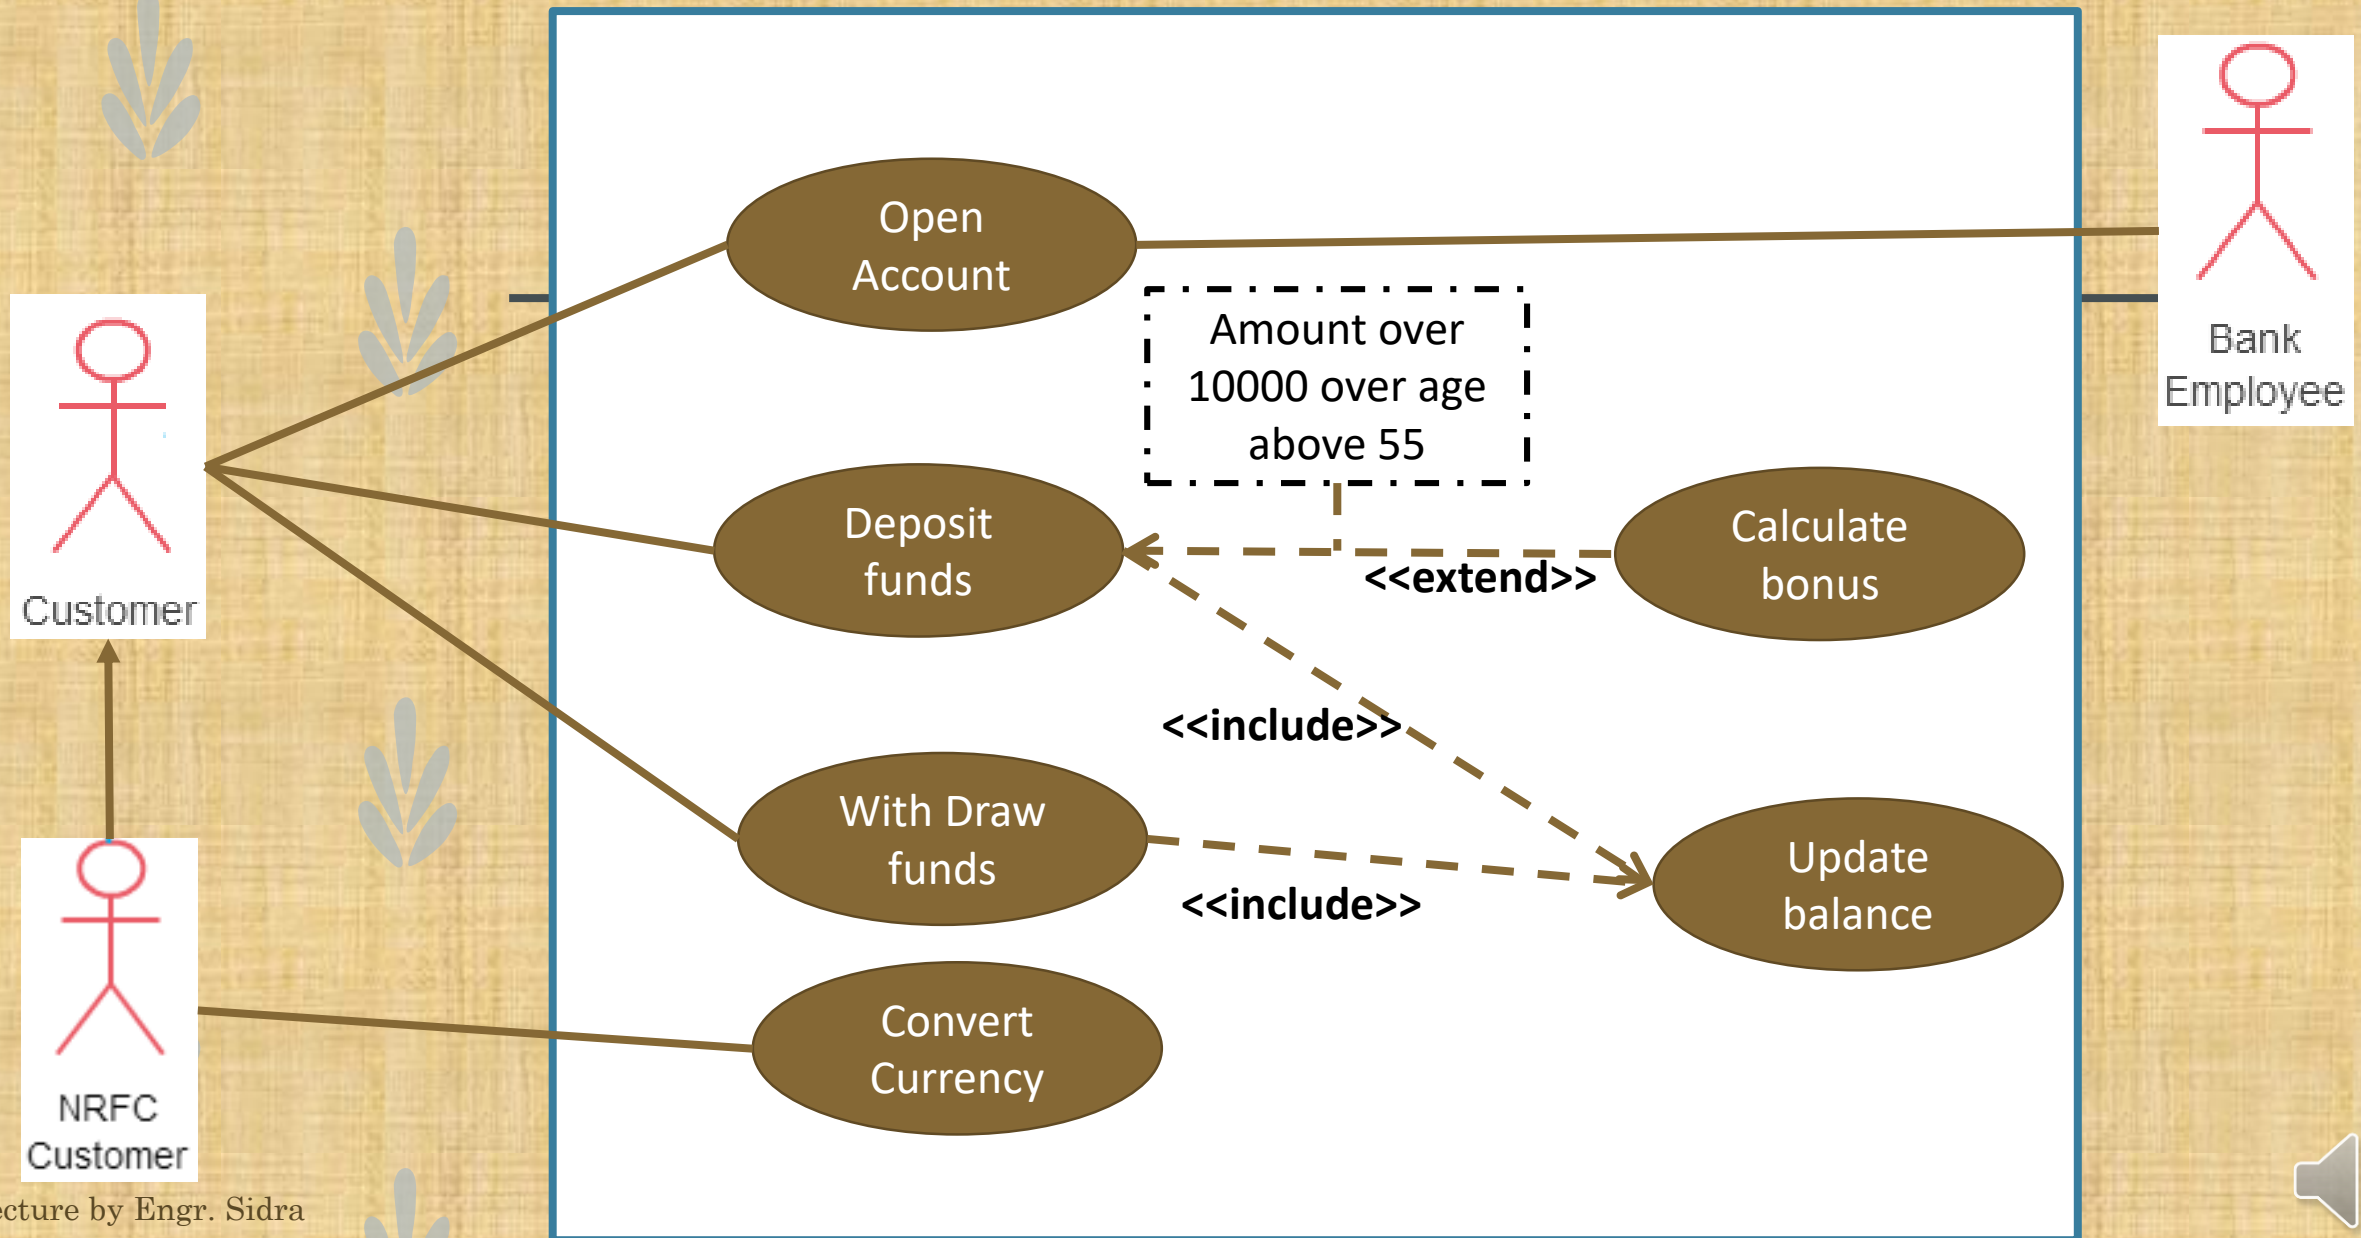 Open
Account
Amount over
10000 over age
above 55
Bank
Employee
Customer
Deposit
funds
<<extend>>
Calculate
bonus
<<include>>
With Draw
funds
<<include>>
Update
balance
Convert
Currency
NRFC
Customer
ecture by Engr. Sidra